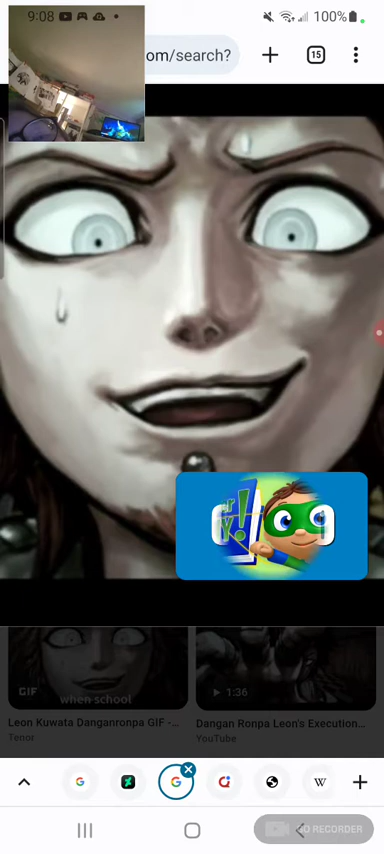 9:08
100%
om/search?
15
er
Y!
GIF
when school
1:36
Leon Kuwata Danganronpa GIF -...
Dangan Ronpa Leon's Execution...
Tenor
YouTube
GO RECORDER